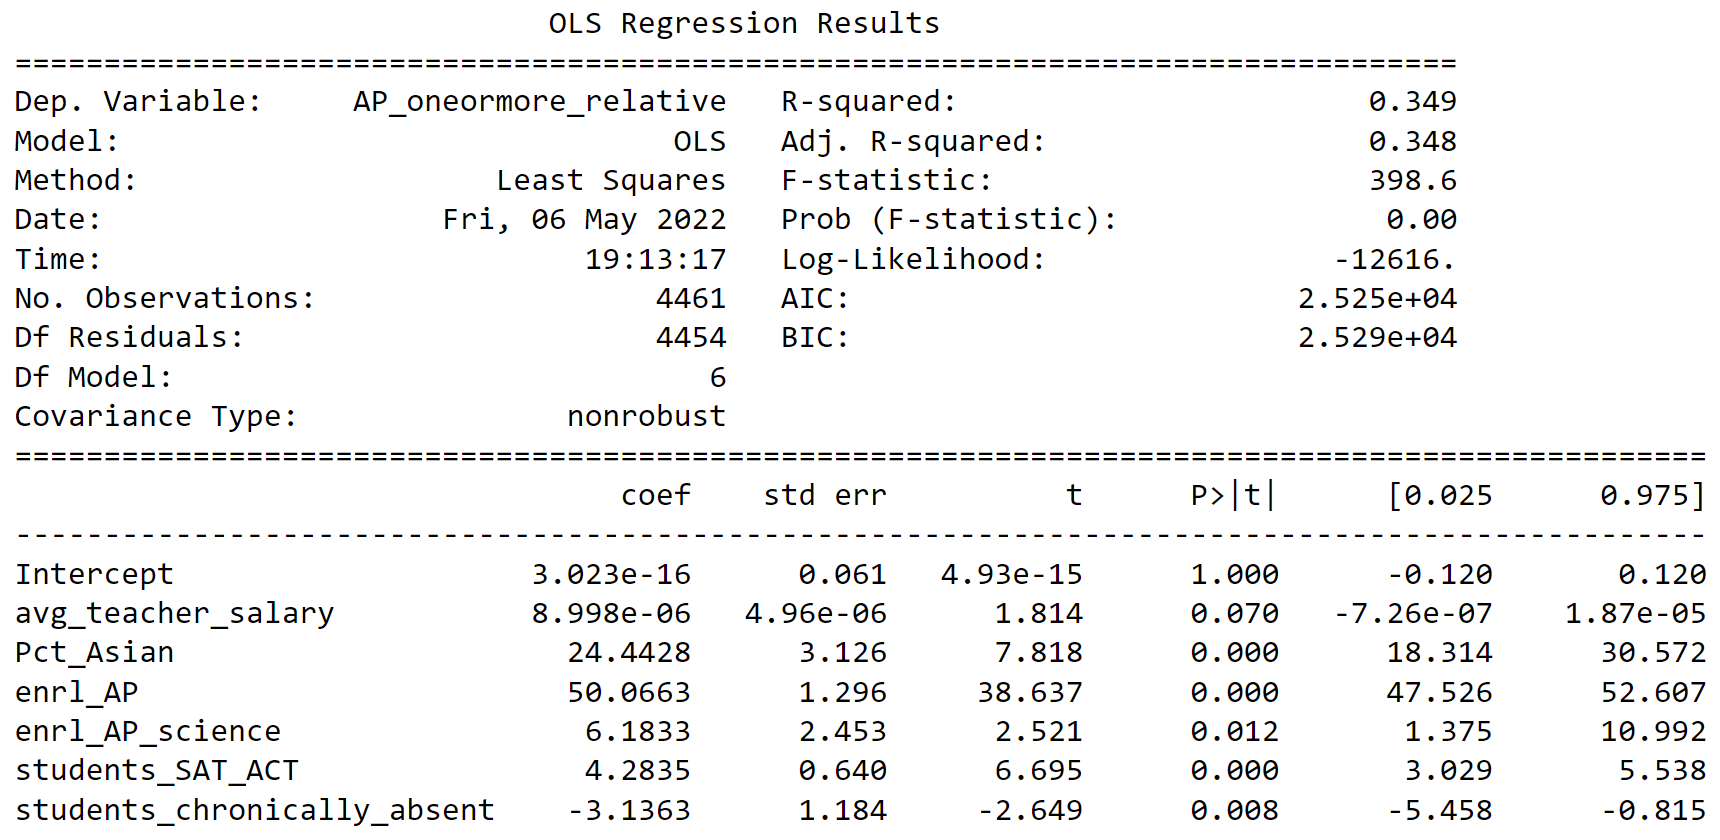 OLS Regression Results
==============================================================================
Dep. Variable: AP_oneormore_relative R-squared: 0.349
Model: OLS Adj. R-squared: 0.348
Method: Least Squares F-statistic: 398.6
Date: Fri, 06 May 2022 Prob (F-statistic): 0.00
Time: 19:13:17 Log-Likelihood: -12616.
No. Observations: 4461 AIC: 2.525e+04
Df Residuals: 4454 BIC: 2.529e+04
Df Model: 6
Covariance Type: nonrobust
===============================================================================================
coef std err t P>|t| [0.025 0.975]
-----------------------------------------------------------------------------------------------
Intercept 3.023e-16 0.061 4.93e-15 1.000 -0.120 0.120
avg_teacher_salary 8.998e-06 4.96e-06 1.814 0.070 -7.26e-07 1.87e-05
Pct_Asian 24.4428 3.126 7.818 0.000 18.314 30.572
enrl_AP 50.0663 1.296 38.637 0.000 47.526 52.607
enrl_AP_science 6.1833 2.453 2.521 0.012 1.375 10.992
students_SAT_ACT 4.2835 0.640 6.695 0.000 3.029 5.538
students_chronically_absent -3.1363 1.184 -2.649 0.008 -5.458 -0.815